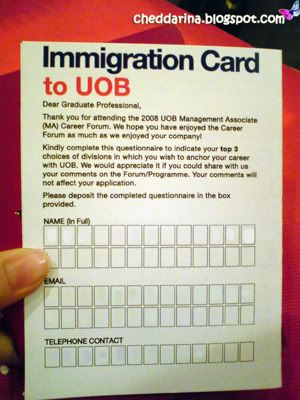 cheddarina.blogspot.com
Immigration Card
to UOB
Dear Graduate Professional,
Thank you for attending the 2008 UOB Management Associate
(MA) Career Forum. We hope you have enjoyed the Career
Forum as much as we enjoyed your company!
Kindly complete this questionnaire to indicate your top 3
choices of divisions in which you wish to anchor your career
with UOB. We would appreciate it if you could share with us
your comments on the Forum/Programme. Your comments will
not affect your application.
Please deposit the completed questionnaire in the box
provided.
NAME (In Full)
EMAIL
TELEPHONE CONTACT